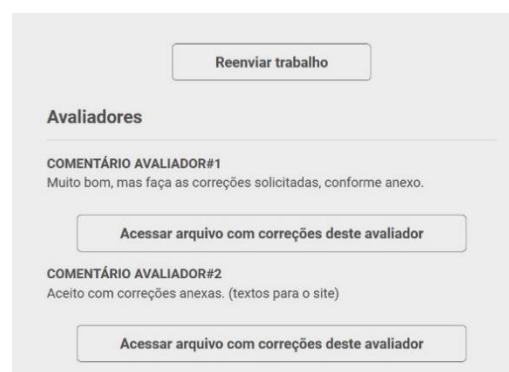 Reenviar trabalho
Avaliadores
COMENTÁRIO AVALIADOR#1
Muito bom, mas faça as correções solicitadas, conforme anexo.
Acessar arquivo com correções deste avaliador
COMENTÁRIO AVALIADOR#2
Aceito com correções anexas. (textos para o site)
Acessar arquivo com correções deste avaliador